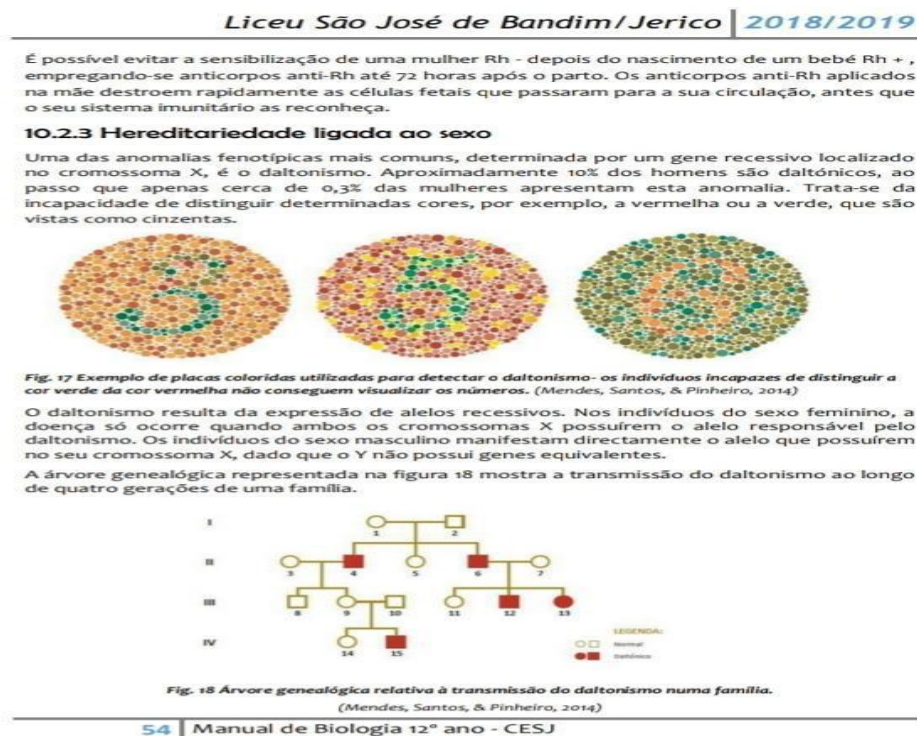 Liceu São José de Bandim/Jerico 2018/2019
É possível evitar a sensibilização de uma mulher Rh - depois do nascimento de um bebé Rh + ,
empregando-se anticorpos anti-Rh até 72 horas após o parto. Os anticorpos anti-Rh aplicados
na mãe destroem rapidamente as células fetais que passaram para a sua circulação, antes que
o seu sistema imunitário as reconheça.
10.2.3 Hereditariedade ligada ao sexo
Uma das anomalias fenotípicas mais comuns, determinada por um gene recessivo localizado
no cromossoma X, é o daltonismo. Aproximadamente 10% dos homens são daltónicos, ao
passo que apenas cerca de 0,3% das mulheres apresentam esta anomalia. Trata-se da
incapacidade de distinguir determinadas cores, por exemplo, a vermelha ou a verde, que são
vistas como cinzentas.
3 5 6
Fig. 17 Exemplo de placas coloridas utilizadas para detectar o daltonismo- os indivíduos incapazes de distinguir a
cor verde da cor vermelha não conseguem visualizar os números. (Mendes, Santos, & Pinheiro, 2014)
O daltonismo resulta da expressão de alelos recessivos. Nos indivíduos do sexo feminino, a
doença só ocorre quando ambos os cromossomas X possuírem o alelo responsável pelo
daltonismo. Os indivíduos do sexo masculino manifestam directamente o alelo que possuírem
no seu cromossoma X, dado que o Y não possui genes equivalentes.
A árvore genealógica representada na figura 18 mostra a transmissão do daltonismo ao longo
de quatro gerações de uma família.
I 1 2
II 3 4 5 6 7
III 8 9 10 11 12 13
IV 14 15
LEGENDA:
Normal
Daltónico
Fig. 18 Árvore genealógica relativa à transmissão do daltonismo numa família.
(Mendes, Santos, & Pinheiro, 2014)
54 Manual de Biologia 12º ano - CESJ